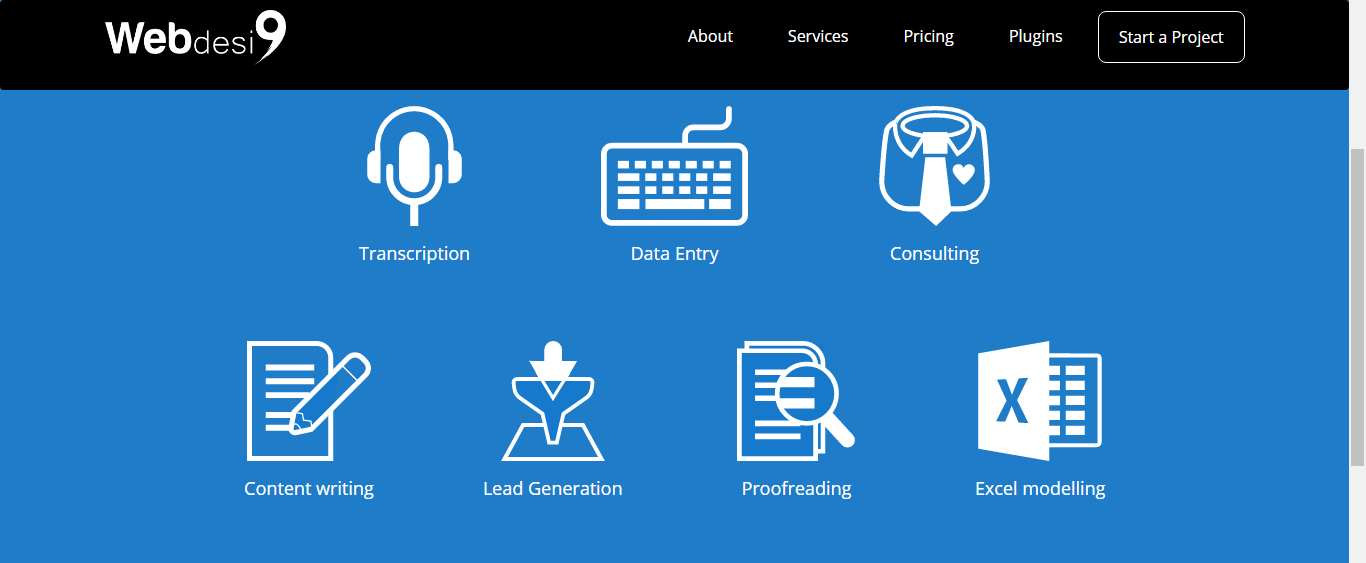 Webdesi9
About Services Pricing Plugins Start a Project
Transcription Data Entry Consulting
X
Content writing Lead Generation Proofreading Excel modelling